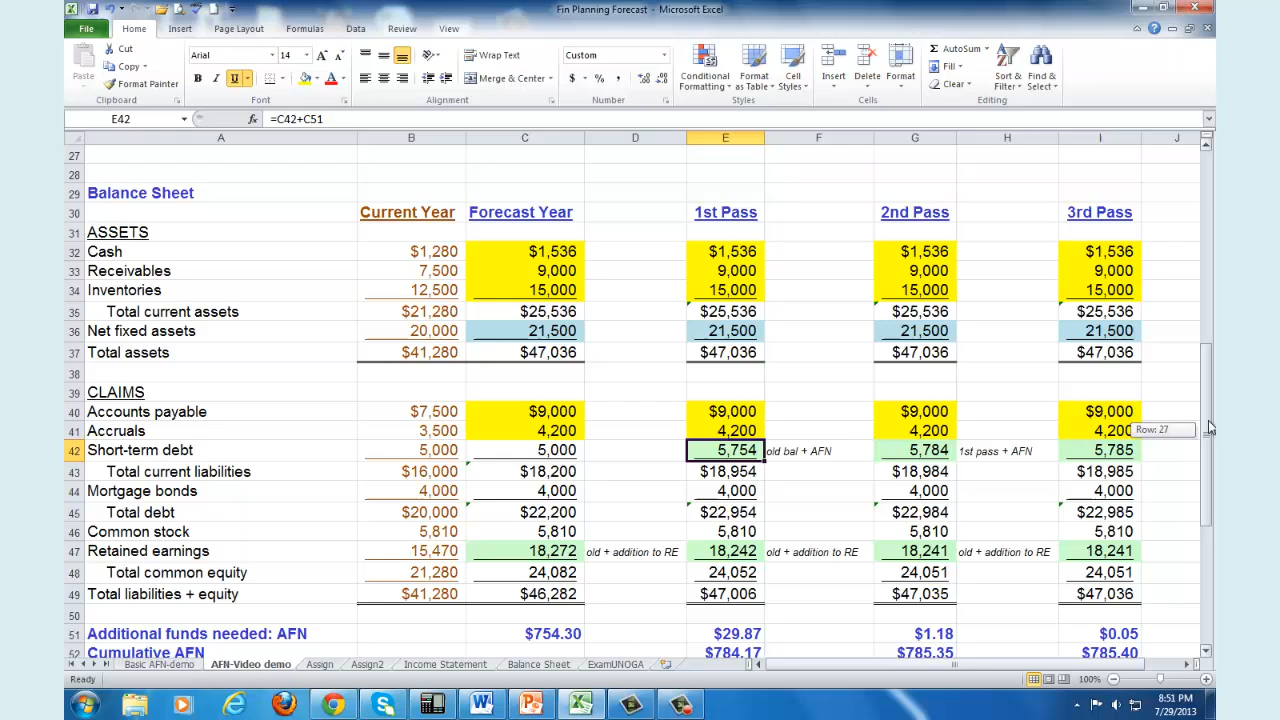 Fin Planning Forecast - Microsoft Excel
File Home Insert Page Layout Formulas Data Review View
Paste Cut Copy Format Painter
Arial 14 A A
B I U A
Wrap Text
Merge & Center
Custom
$ % ,
Conditional Formatting Format as Table Cell Styles
Insert Delete Format
Σ AutoSum Fill Clear
Sort & Filter Find & Select
Clipboard Font Alignment Number Styles Cells Editing
E42 fx =C42+C51
A B C D E F G H I J
27
28
29 Balance Sheet
30 Current Year Forecast Year 1st Pass 2nd Pass 3rd Pass
31 ASSETS
32 Cash $1,280 $1,536 $1,536 $1,536 $1,536
33 Receivables 7,500 9,000 9,000 9,000 9,000
34 Inventories 12,500 15,000 15,000 15,000 15,000
35 Total current assets $21,280 $25,536 $25,536 $25,536 $25,536
36 Net fixed assets 20,000 21,500 21,500 21,500 21,500
37 Total assets $41,280 $47,036 $47,036 $47,036 $47,036
38
39 CLAIMS
40 Accounts payable $7,500 $9,000 $9,000 $9,000 $9,000
41 Accruals 3,500 4,200 4,200 4,200 4,200 Row: 27
42 Short-term debt 5,000 5,000 5,754 old bal + AFN 5,784 1st pass + AFN 5,785
43 Total current liabilities $16,000 $18,200 $18,954 $18,984 $18,985
44 Mortgage bonds 4,000 4,000 4,000 4,000 4,000
45 Total debt $20,000 $22,200 $22,954 $22,984 $22,985
46 Common stock 5,810 5,810 5,810 5,810 5,810
47 Retained earnings 15,470 18,272 old + addition to RE 18,242 old + addition to RE 18,241 old + addition to RE 18,241
48 Total common equity 21,280 24,082 24,052 24,051 24,051
49 Total liabilities + equity $41,280 $46,282 $47,006 $47,035 $47,036
50
51 Additional funds needed: AFN $754.30 $29.87 $1.18 $0.05
52 Cumulative AFN $784.17 $785.35 $785.40
Basic AFN-demo AFN-Video demo Assign Assign2 Income Statement Balance Sheet ExamUNOGA
Ready 100%
8:51 PM
7/29/2013